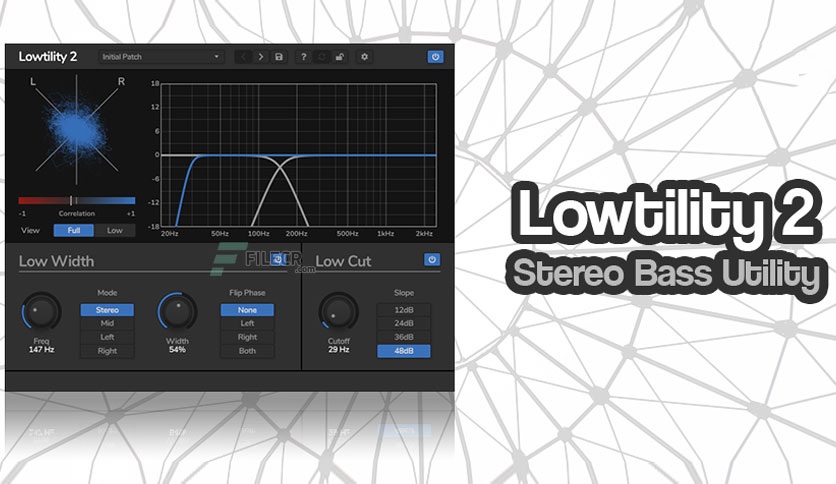 Lowtility 2
Initial Patch
?
L R
18
12
6
0
-6
-12
-18
20Hz 50Hz 100Hz 200Hz 500Hz 1kHz 2kHz
-1 Correlation +1
View Full Low
FILECR
.com
Low Width
Low Cut
Mode
Stereo
Mid
Left
Right
Freq
147 Hz
Flip Phase
None
Left
Right
Both
Width
54%
Slope
12dB
24dB
36dB
48dB
Cutoff
29 Hz
Lowtility 2
Stereo Bass Utility